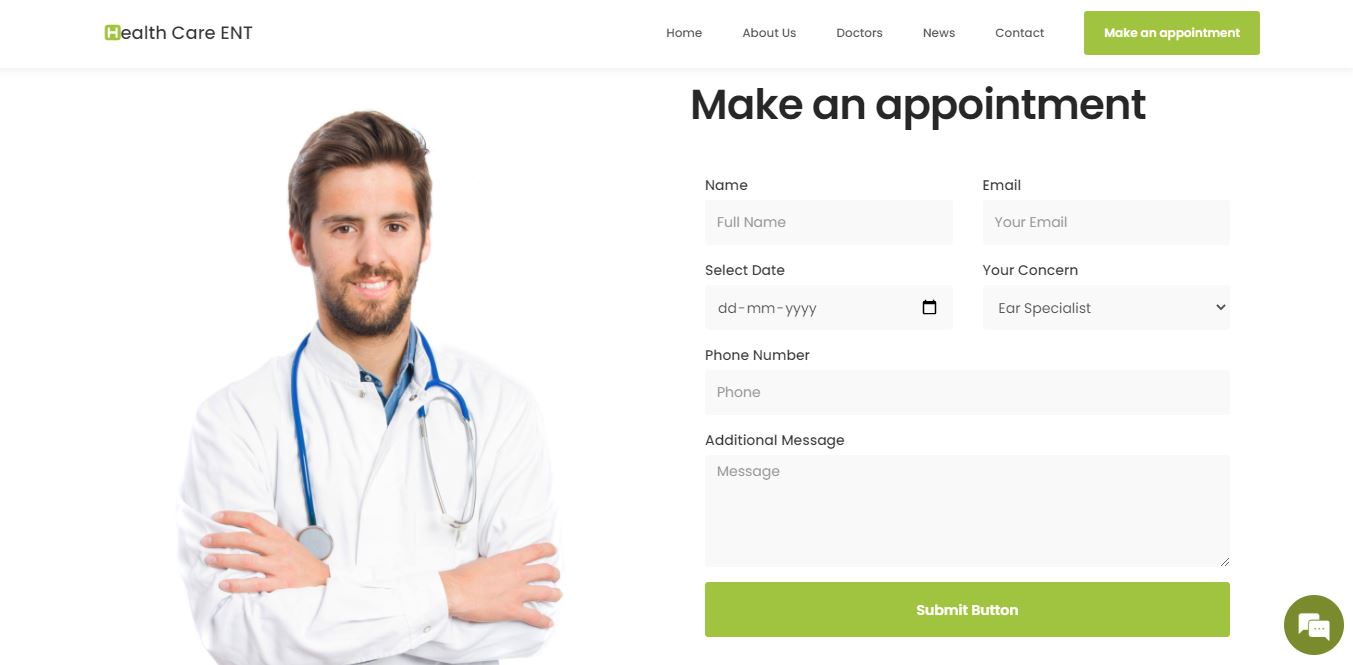 Health Care ENT
Home About Us Doctors News Contact Make an appointment
Make an appointment
Name Email
Full Name Your Email
Select Date Your Concern
dd-mm-yyyy Ear Specialist
Phone Number
Phone
Additional Message
Message
Submit Button